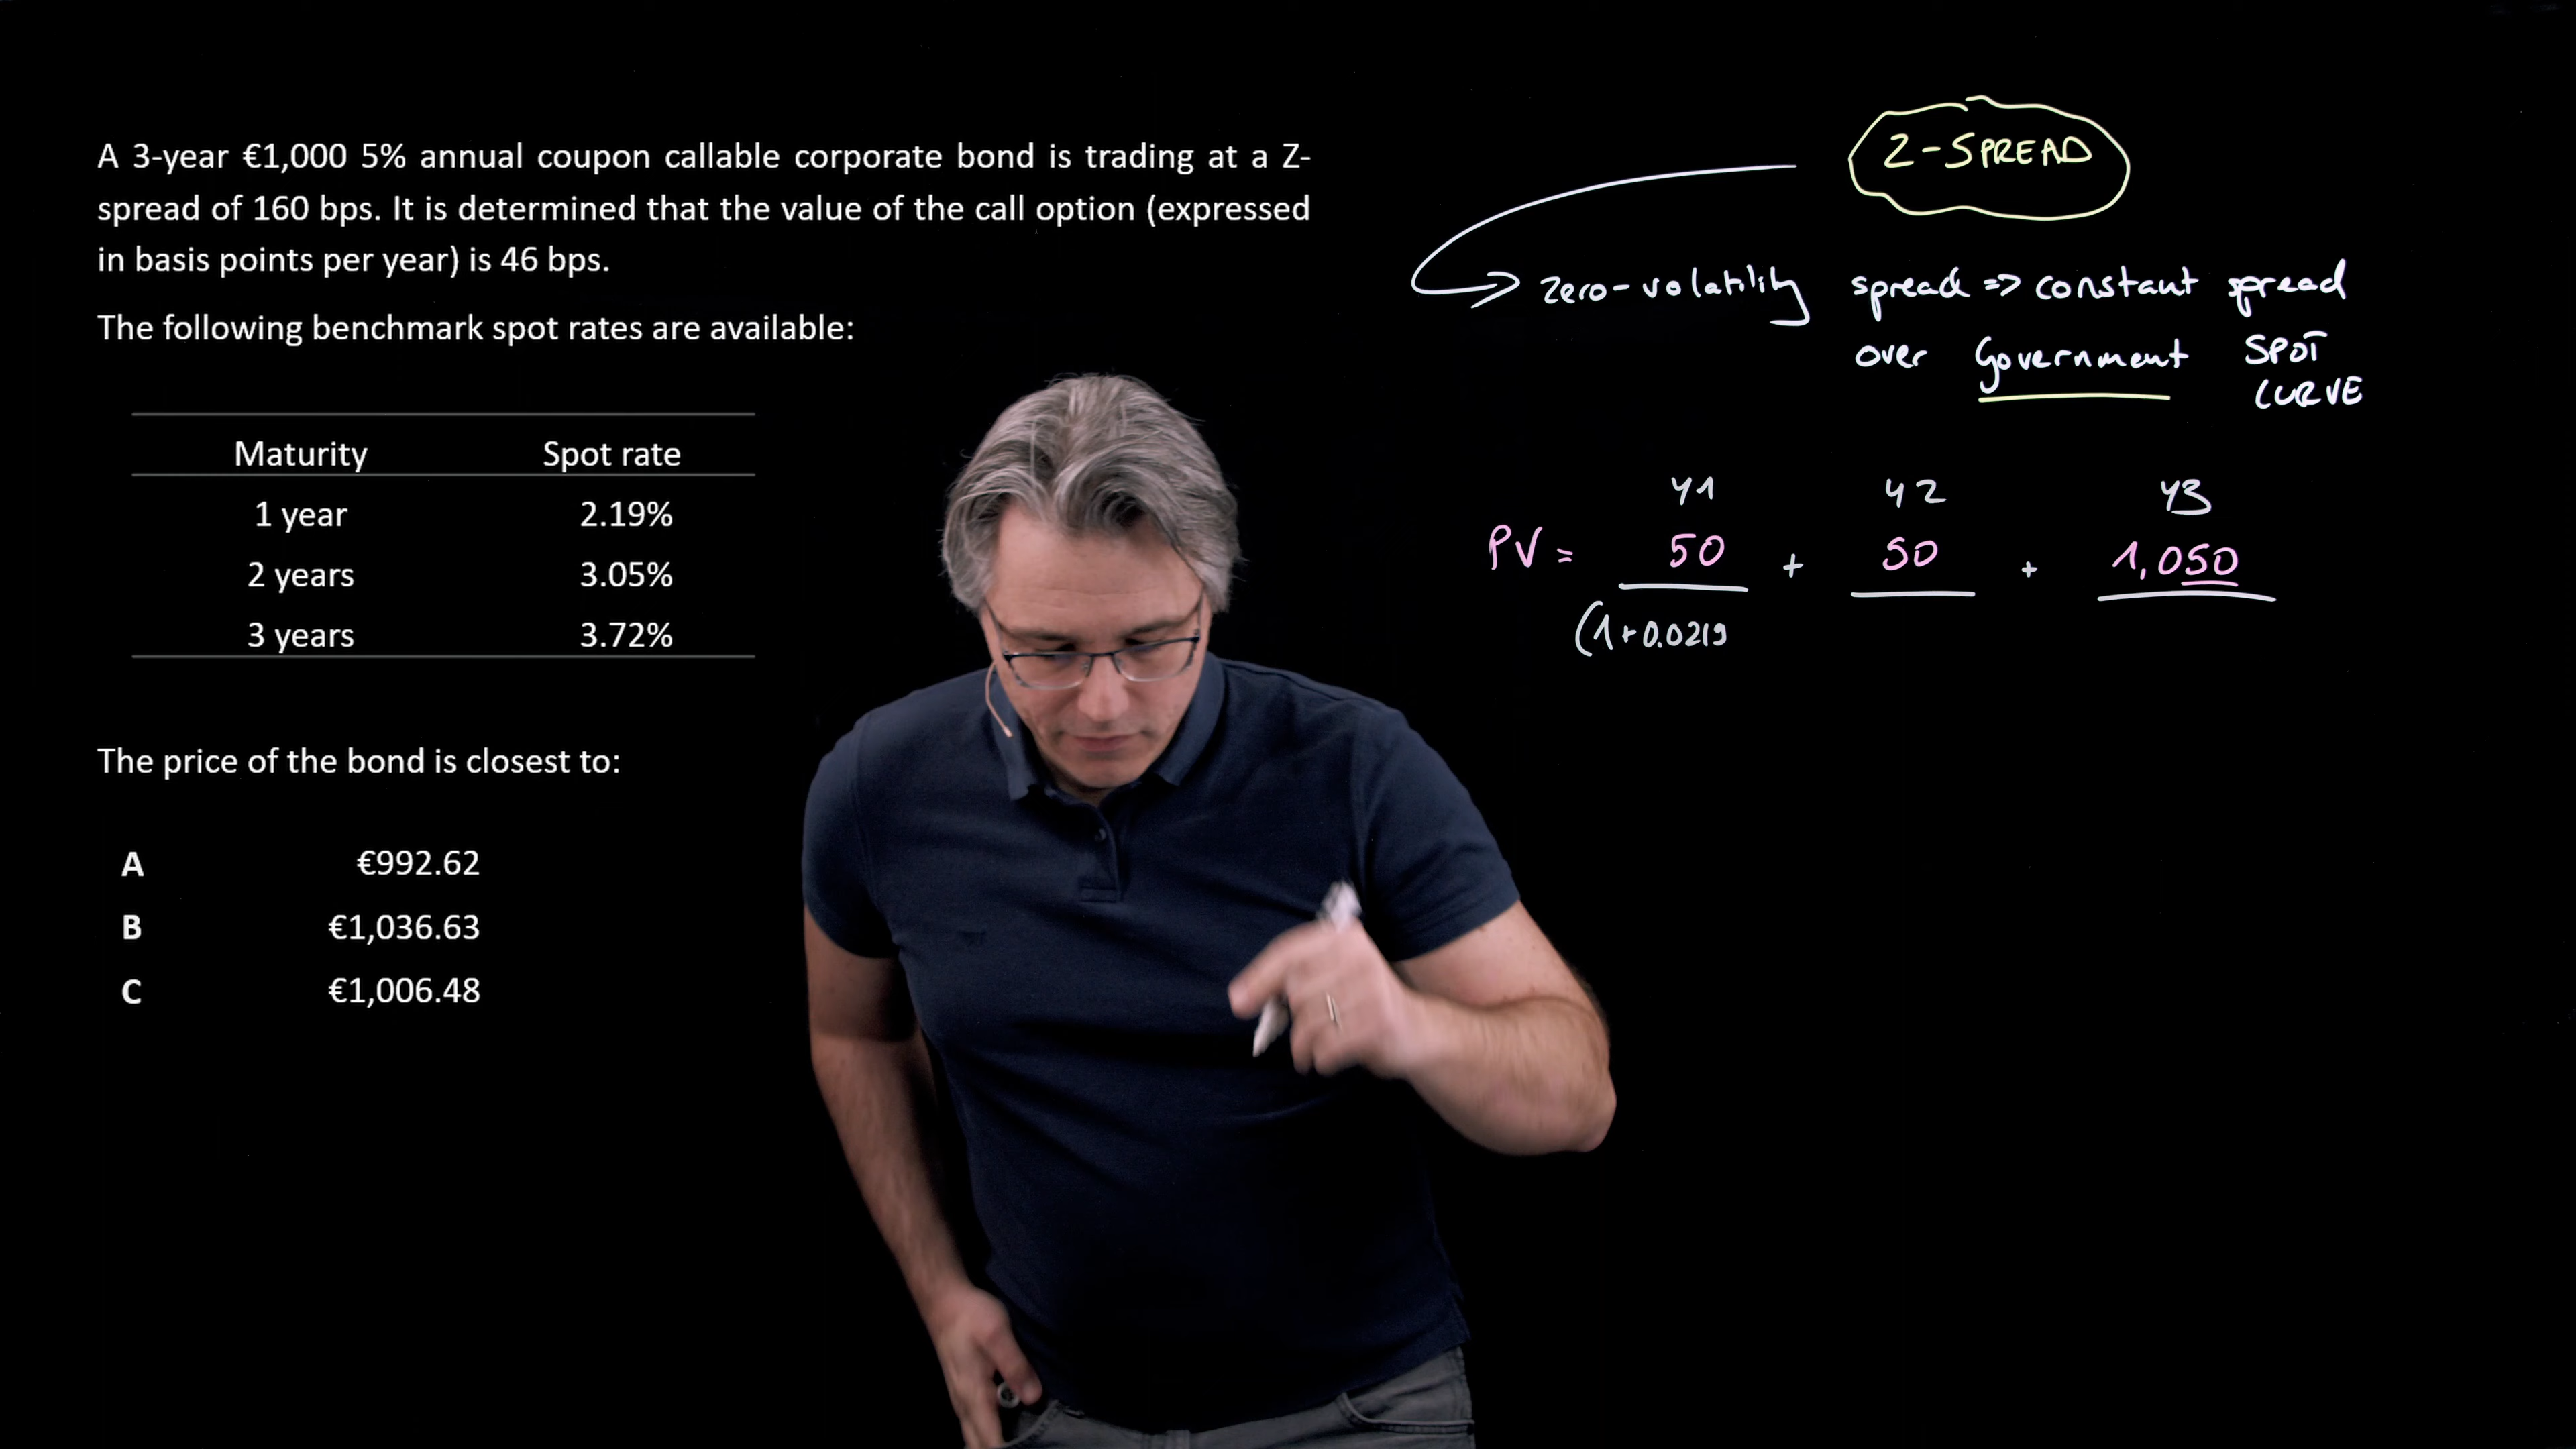 A 3-year €1,000 5% annual coupon callable corporate bond is trading at a Z-
spread of 160 bps. It is determined that the value of the call option (expressed
in basis points per year) is 46 bps.
The following benchmark spot rates are available:
Maturity Spot rate
1 year 2.19%
2 years 3.05%
3 years 3.72%
The price of the bond is closest to:
A €992.62
B €1,036.63
C €1,006.48
Z-SPREAD
zero-volatility spread => constant spread
over Government SPOT
CURVE
Y1 Y2 Y3
PV = 50 + 50 + 1,050
(1+0.0219